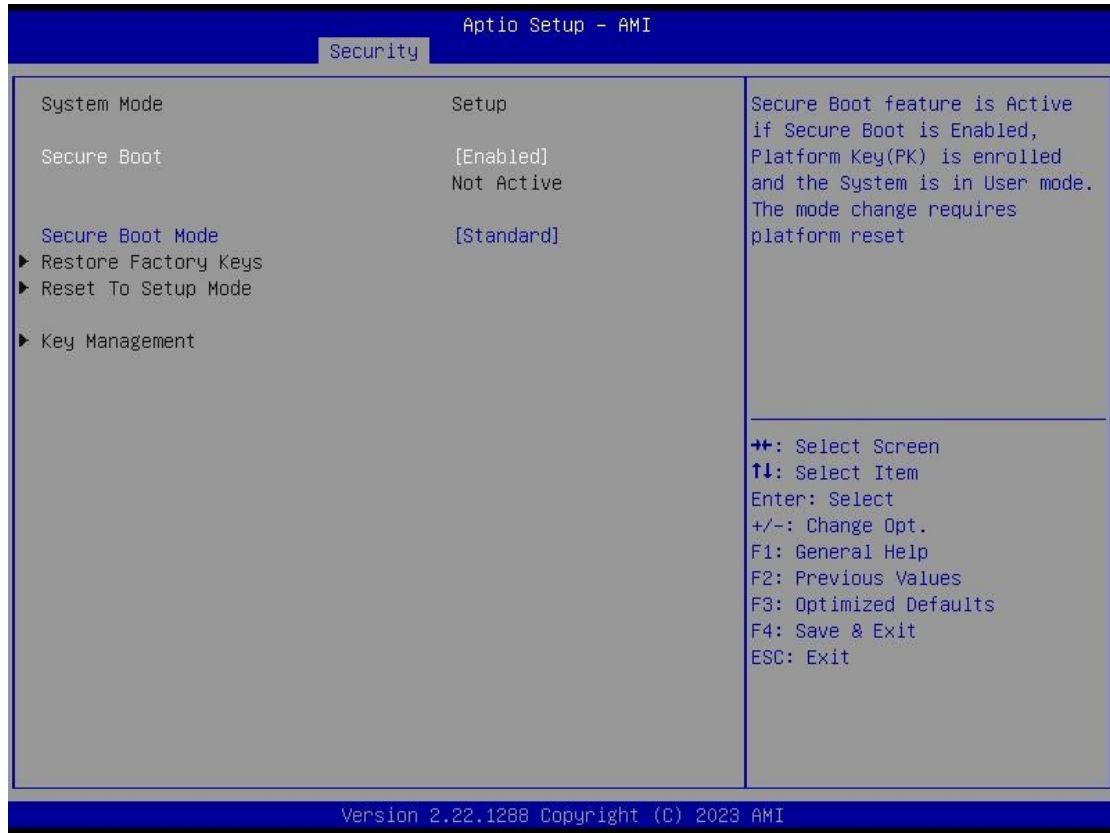 Aptio Setup – AMI
Security
System Mode Setup
Secure Boot [Enabled]
Not Active
Secure Boot Mode [Standard]
▶ Restore Factory Keys
▶ Reset To Setup Mode
▶ Key Management
Secure Boot feature is Active
if Secure Boot is Enabled,
Platform Key(PK) is enrolled
and the System is in User mode.
The mode change requires
platform reset
→←: Select Screen
↑↓: Select Item
Enter: Select
+/-: Change Opt.
F1: General Help
F2: Previous Values
F3: Optimized Defaults
F4: Save & Exit
ESC: Exit
Version 2.22.1288 Copyright (C) 2023 AMI